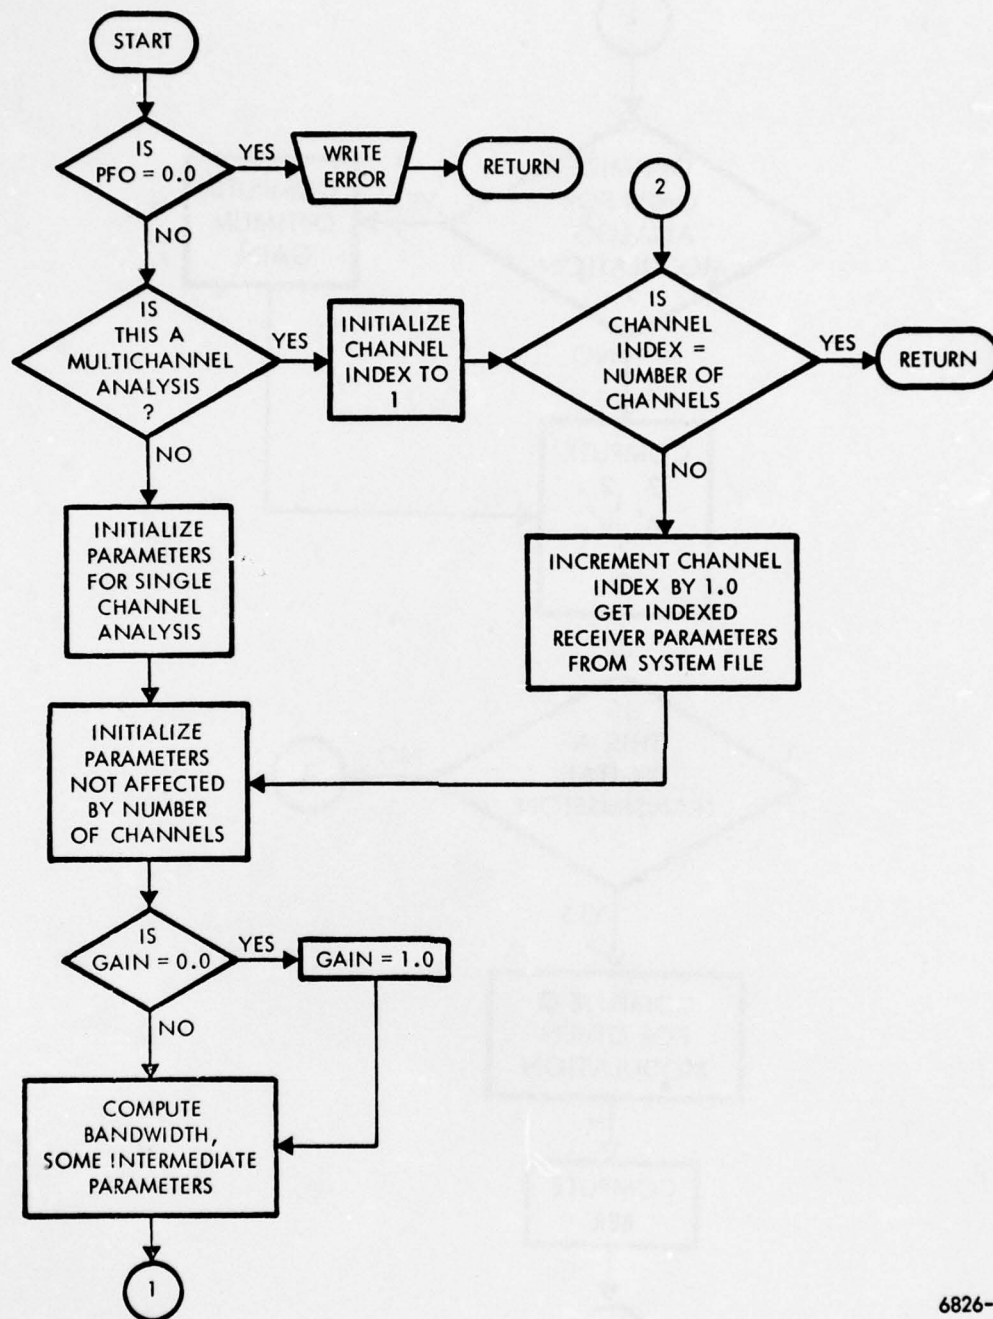 START
IS
PFO = 0.0
YES
WRITE
ERROR
RETURN
NO
2
IS
THIS A
MULTICHANNEL
ANALYSIS
?
YES
INITIALIZE
CHANNEL
INDEX TO
1
IS
CHANNEL
INDEX =
NUMBER OF
CHANNELS
YES
RETURN
NO
NO
INITIALIZE
PARAMETERS
FOR SINGLE
CHANNEL
ANALYSIS
INCREMENT CHANNEL
INDEX BY 1.0
GET INDEXED
RECEIVER PARAMETERS
FROM SYSTEM FILE
INITIALIZE
PARAMETERS
NOT AFFECTED
BY NUMBER
OF CHANNELS
IS
GAIN = 0.0
YES
GAIN = 1.0
NO
COMPUTE
BANDWIDTH,
SOME INTERMEDIATE
PARAMETERS
1
6826-